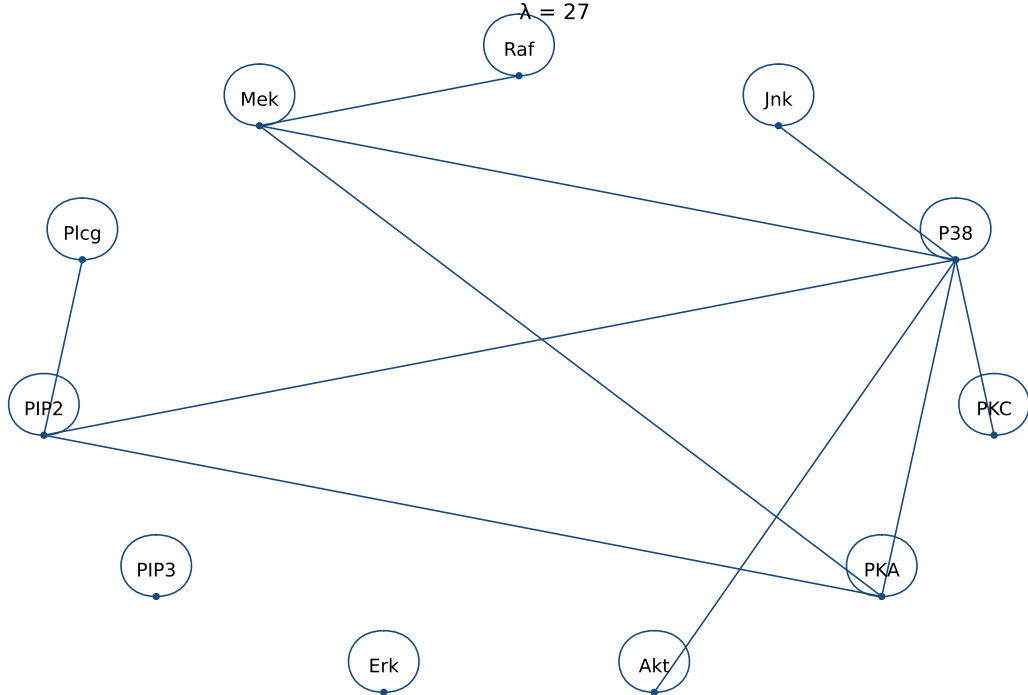 λ = 27
Raf
Mek
Jnk
Plcg
P38
PIP2
PKC
PIP3
PKA
Erk
Akt